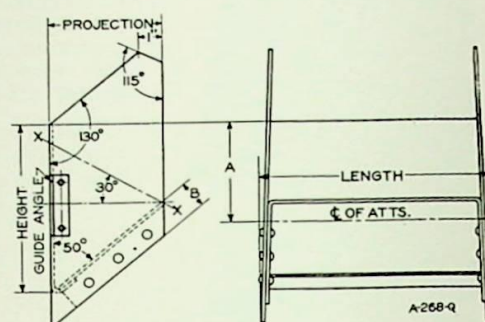 PROJECTION
1"
115°
X
130°
A
30°
LENGTH
B
X
HEIGHT
GUIDE ANGLE
℄ OF ATTS.
50°
A-268-Q